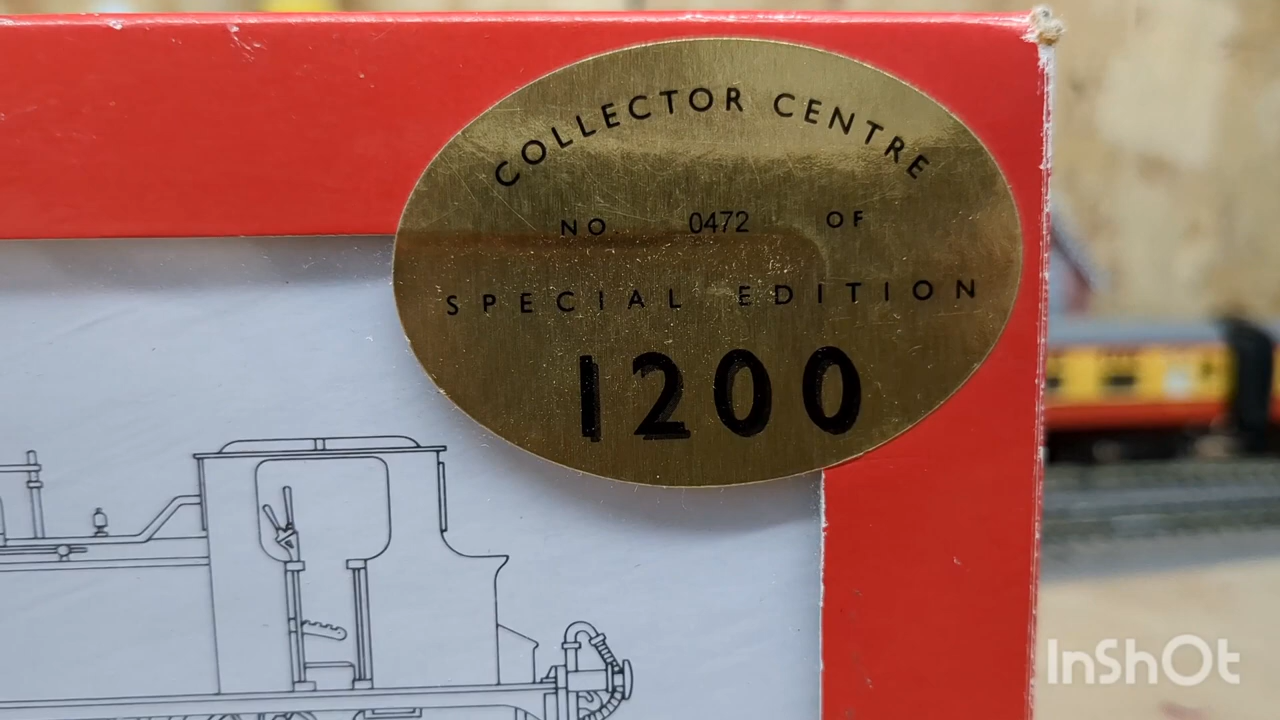 COLLECTOR CENTRE
NO. 0472 OF
SPECIAL EDITION
1200
InShOt